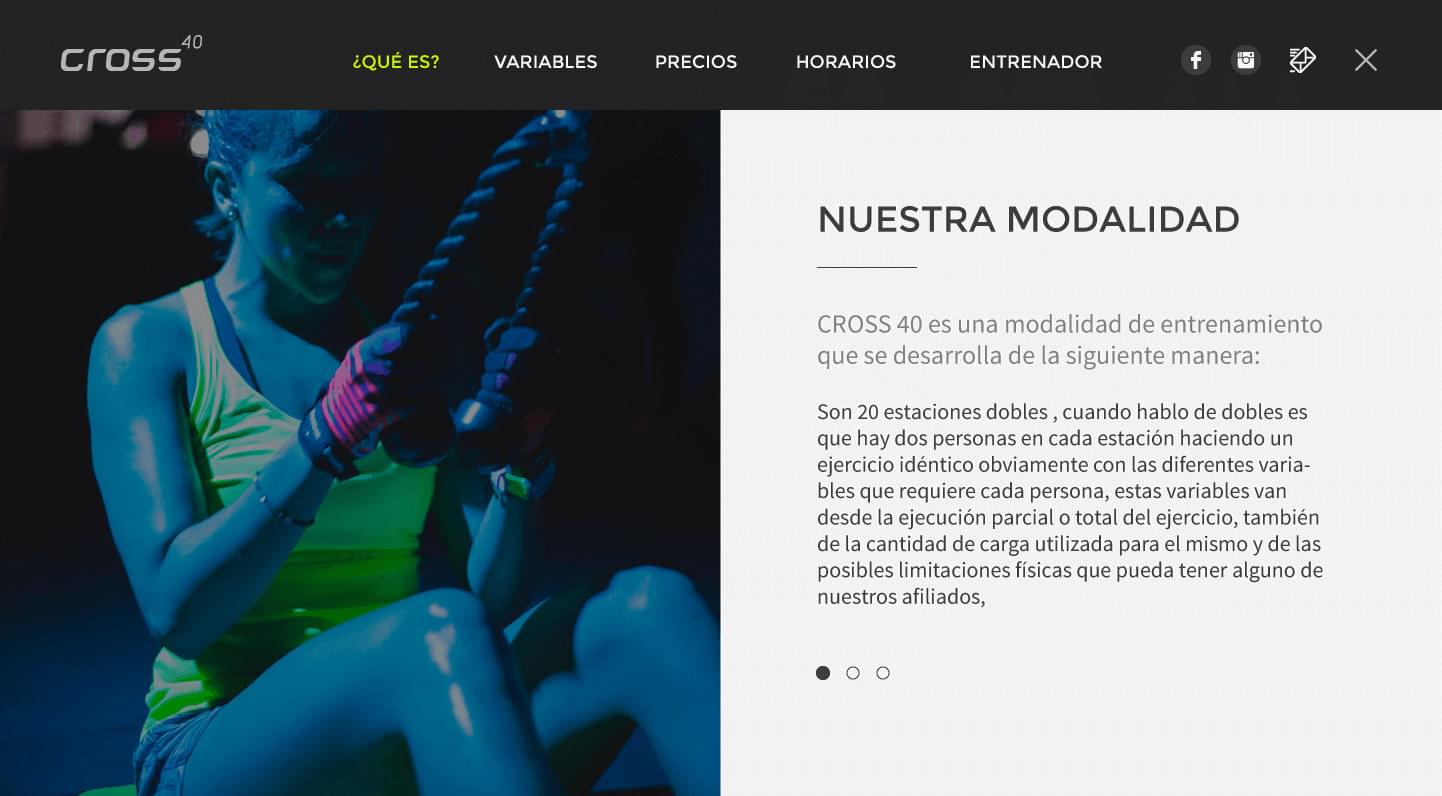 cross40
¿QUÉ ES? VARIABLES PRECIOS HORARIOS ENTRENADOR
NUESTRA MODALIDAD
CROSS 40 es una modalidad de entrenamiento
que se desarrolla de la siguiente manera:
Son 20 estaciones dobles , cuando hablo de dobles es
que hay dos personas en cada estación haciendo un
ejercicio idéntico obviamente con las diferentes varia-
bles que requiere cada persona, estas variables van
desde la ejecución parcial o total del ejercicio, también
de la cantidad de carga utilizada para el mismo y de las
posibles limitaciones físicas que pueda tener alguno de
nuestros afiliados,